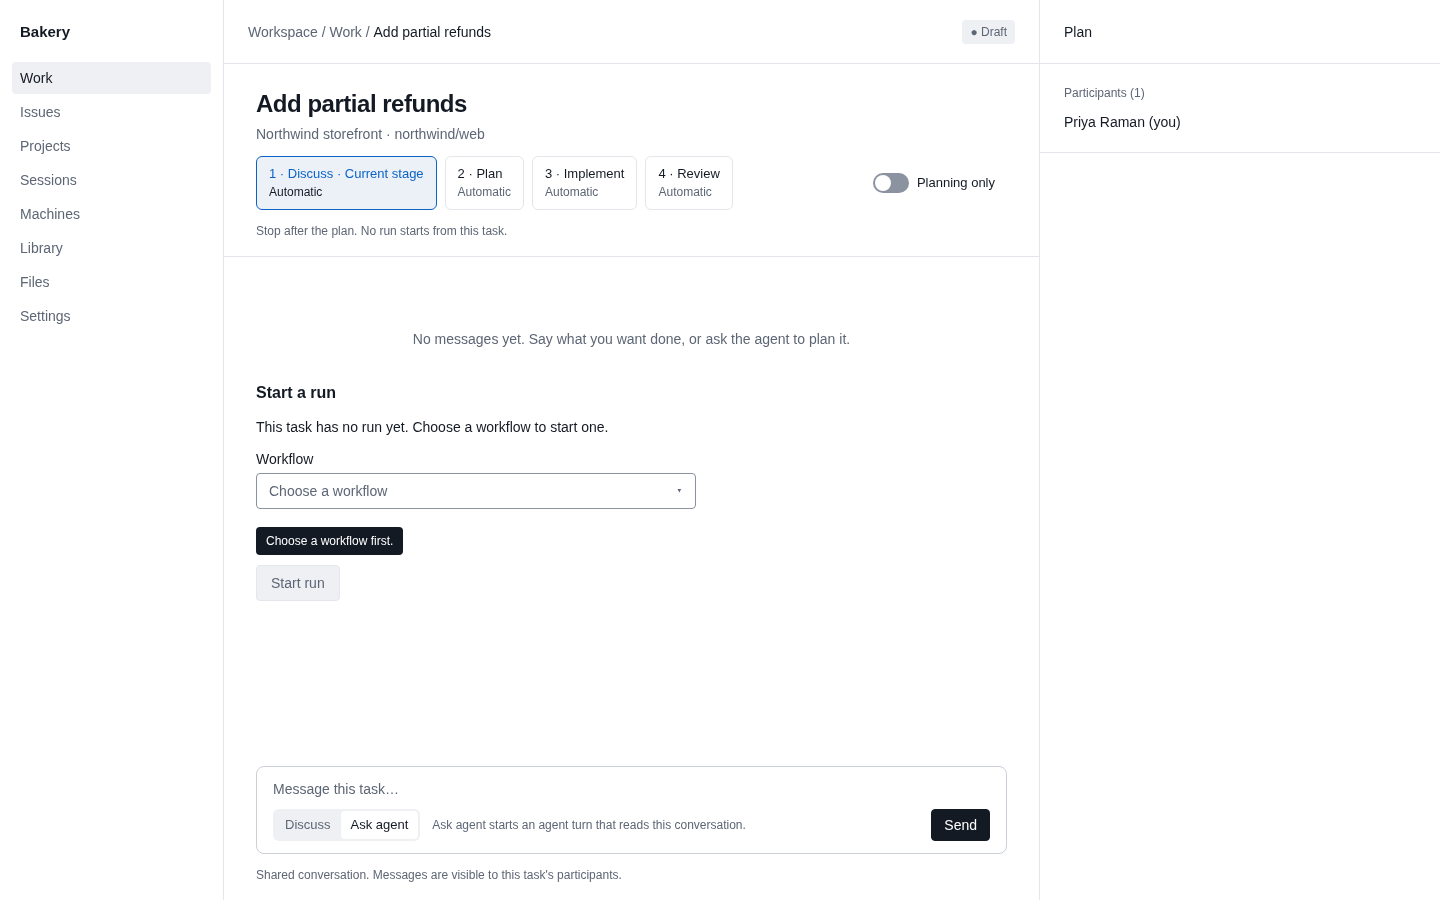 Bakery
Work
Issues
Projects
Sessions
Machines
Library
Files
Settings
Workspace / Work / Add partial refunds
● Draft
Add partial refunds
Northwind storefront · northwind/web
1 · Discuss · Current stage
Automatic
2 · Plan
Automatic
3 · Implement
Automatic
4 · Review
Automatic
Planning only
Stop after the plan. No run starts from this task.
No messages yet. Say what you want done, or ask the agent to plan it.
Start a run
This task has no run yet. Choose a workflow to start one.
Workflow
Choose a workflow
Choose a workflow first.
Start run
Message this task…
Discuss
Ask agent
Ask agent starts an agent turn that reads this conversation.
Send
Shared conversation. Messages are visible to this task's participants.
Plan
Participants (1)
Priya Raman (you)